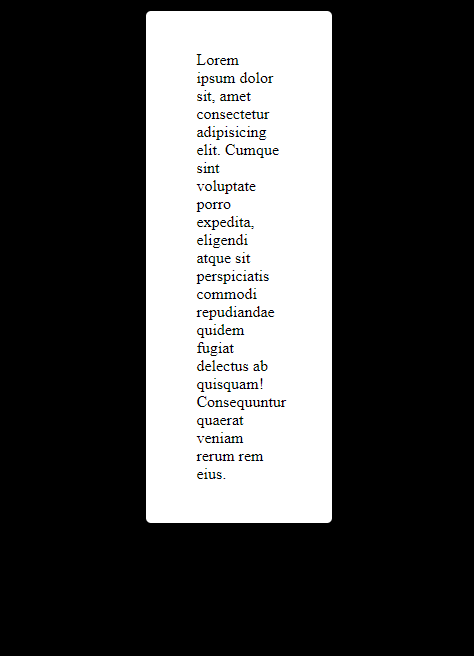 Lorem
ipsum dolor
sit, amet
consectetur
adipisicing
elit. Cumque
sint
voluptate
porro
expedita,
eligendi
atque sit
perspiciatis
commodi
repudiandae
quidem
fugiat
delectus ab
quisquam!
Consequuntur
quaerat
veniam
rerum rem
eius.